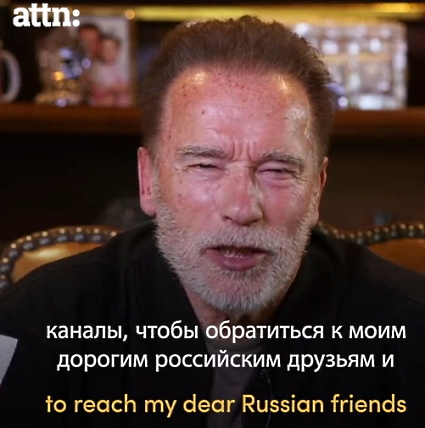 attn:
каналы, чтобы обратиться к моим
дорогим российским друзьям и
to reach my dear Russian friends